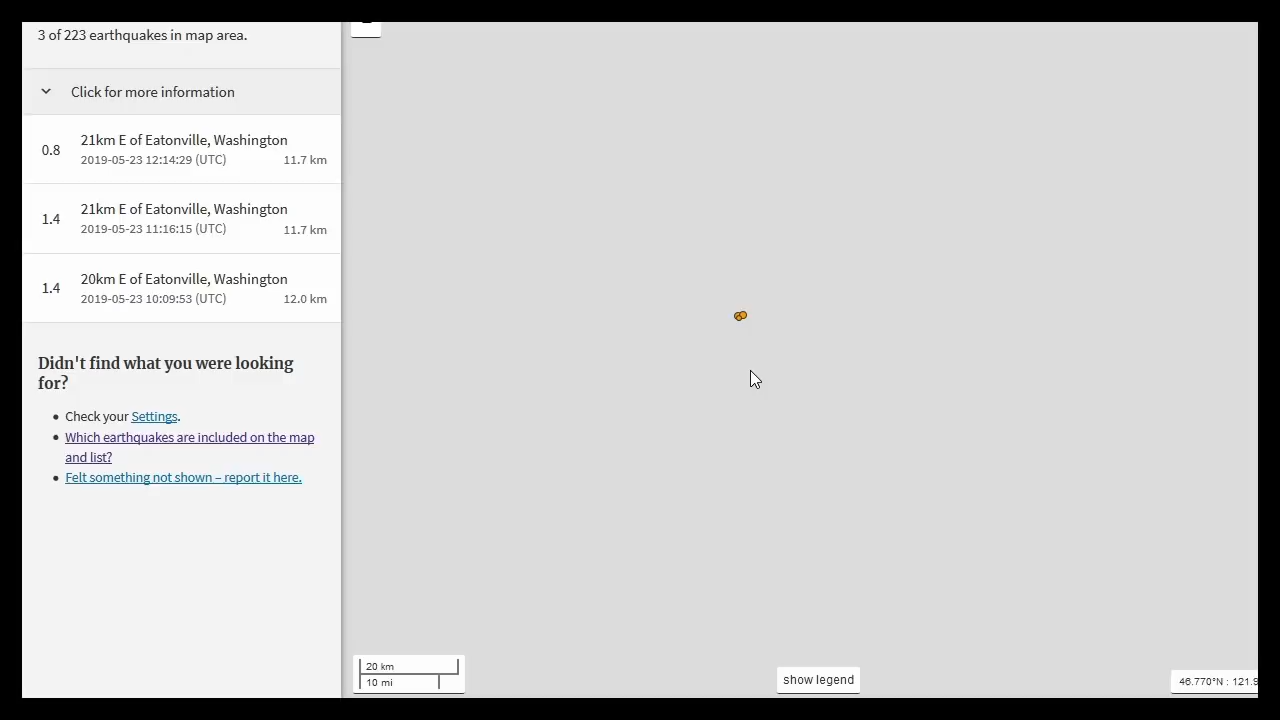 3 of 223 earthquakes in map area.
Click for more information
0.8
21km E of Eatonville, Washington
2019-05-23 12:14:29 (UTC)
11.7 km
1.4
21km E of Eatonville, Washington
2019-05-23 11:16:15 (UTC)
11.7 km
1.4
20km E of Eatonville, Washington
2019-05-23 10:09:53 (UTC)
12.0 km
Didn't find what you were looking
for?
Check your Settings.
Which earthquakes are included on the map
and list?
Felt something not shown – report it here.
20 km
10 mi
show legend
46.770°N : 121.9